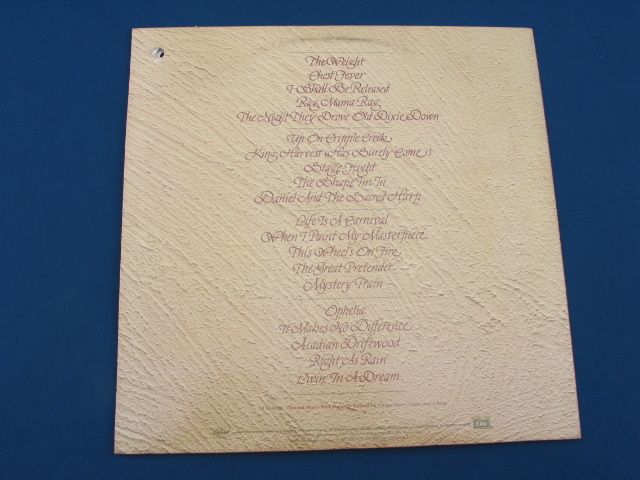 The Weight
Chest Fever
I Shall Be Released
Rag Mama Rag
The Night They Drove Old Dixie Down
Up On Cripple Creek
King Harvest (Has Surely Come)
Stage Fright
The Shape I'm In
Daniel And The Sacred Harp
Life Is A Carnival
When I Paint My Masterpiece
This Wheel's On Fire
The Great Pretender
Mystery Train
Ophelia
It Makes No Difference
Acadian Driftwood
Right As Rain
Livin' In A Dream
EMI